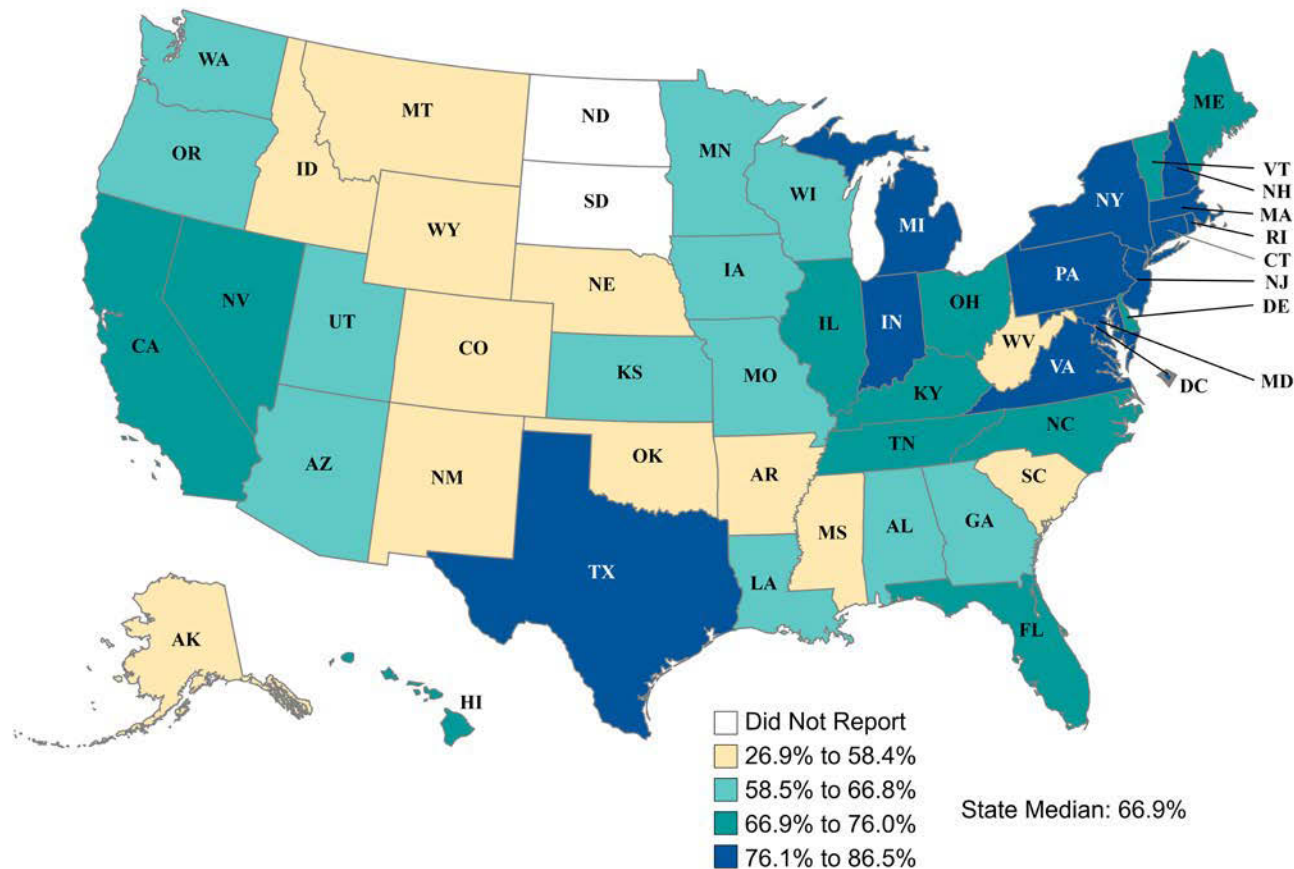 WA
MT
ND
ME
OR
MN
ID
VT
WI
NH
SD
NY
WY
MI
MA
RI
CT
IA
PA
NE
NJ
NV
OH
DE
UT
IL
IN
CA
CO
WV
KS
MO
VA
DC
MD
KY
NC
TN
AZ
OK
NM
AR
SC
MS
AL
GA
TX
LA
FL
AK
HI
Did Not Report
26.9% to 58.4%
58.5% to 66.8%
66.9% to 76.0%
76.1% to 86.5%
State Median: 66.9%